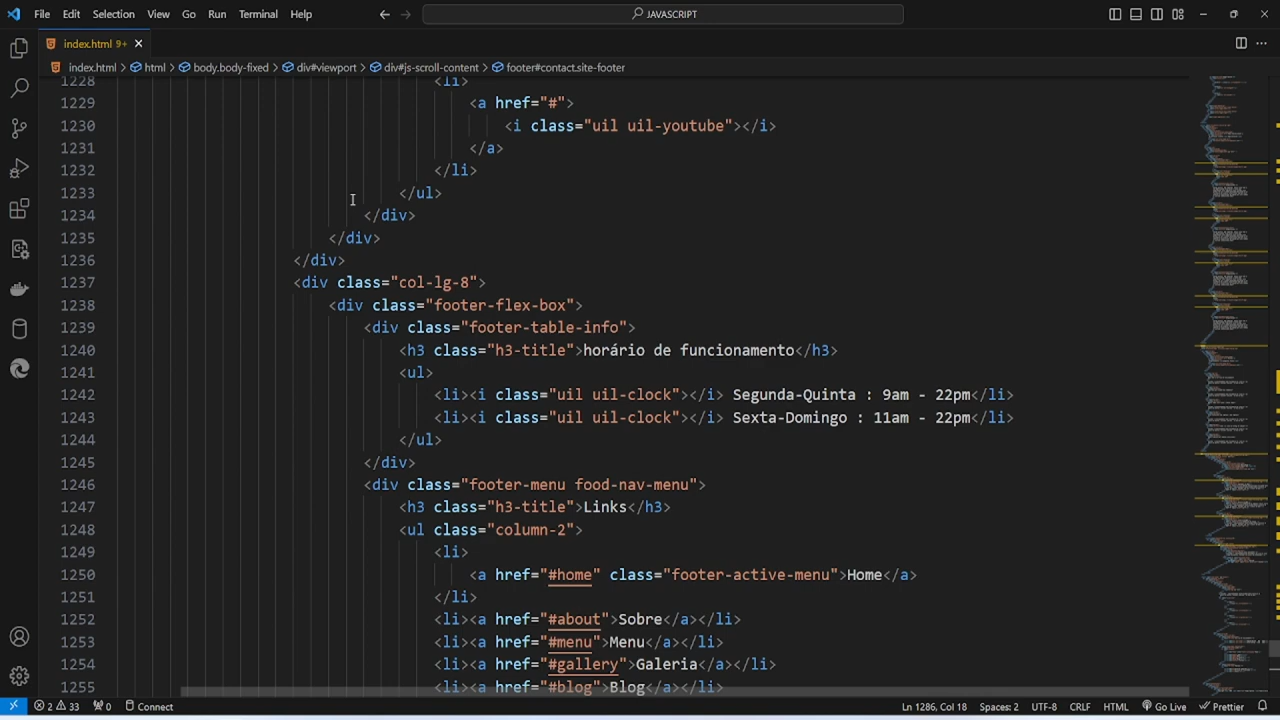 File Edit Selection View Go Run Terminal Help JAVASCRIPT
index.html 9+
index.html > html > body.body-fixed > div#viewport > div#js-scroll-content > footer#contact.site-footer
1228 <li>
1229 <a href="#">
1230 <i class="uil uil-youtube"></i>
1231 </a>
1232 </li>
1233 </ul>
1234 </div>
1235 </div>
1236 </div>
1237 <div class="col-lg-8">
1238 <div class="footer-flex-box">
1239 <div class="footer-table-info">
1240 <h3 class="h3-title">horário de funcionamento</h3>
1241 <ul>
1242 <li><i class="uil uil-clock"></i> Segunda-Quinta : 9am - 22pm</li>
1243 <li><i class="uil uil-clock"></i> Sexta-Domingo : 11am - 22pm</li>
1244 </ul>
1245 </div>
1246 <div class="footer-menu food-nav-menu">
1247 <h3 class="h3-title">Links</h3>
1248 <ul class="column-2">
1249 <li>
1250 <a href="#home" class="footer-active-menu">Home</a>
1251 </li>
1252 <li><a href="#about">Sobre</a></li>
1253 <li><a href="#menu">Menu</a></li>
1254 <li><a href="#gallery">Galeria</a></li>
1255 <li><a href="#blog">Blog</a></li>
2 33 0 Connect Ln 1286, Col 18 Spaces: 2 UTF-8 CRLF HTML Go Live Prettier